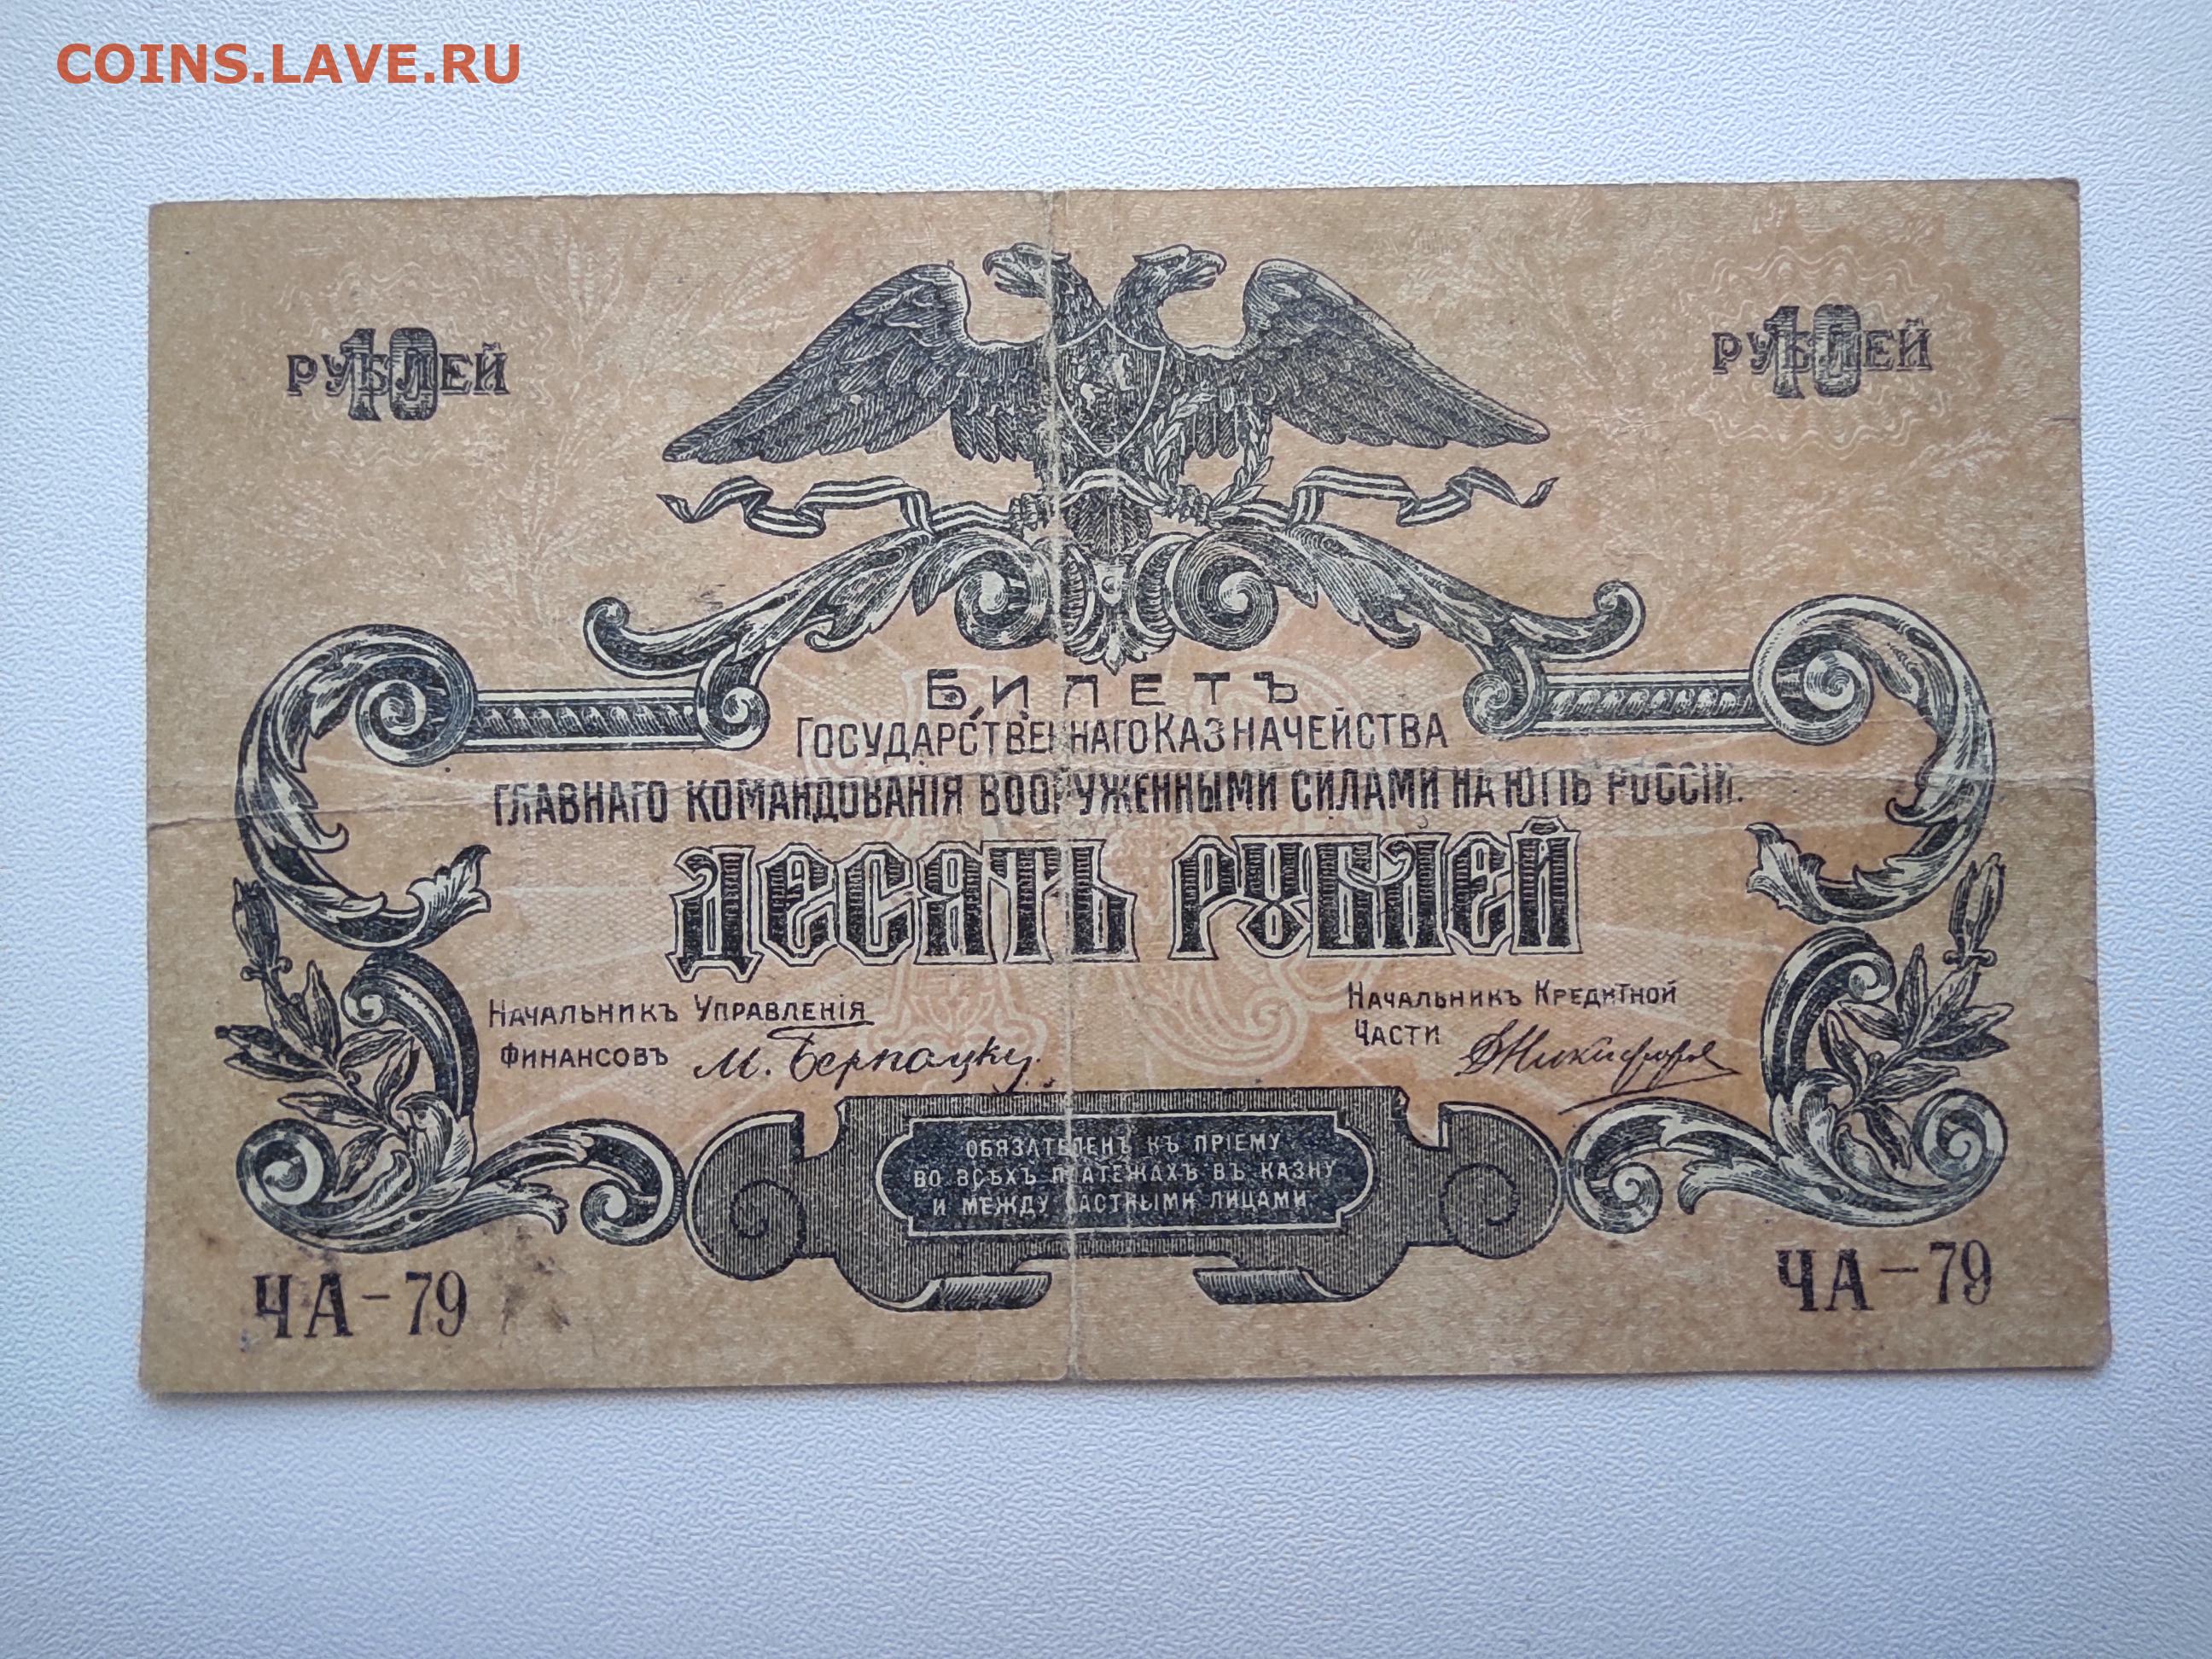 COINS.LAVE.RU
10 РУБЛЕЙ
10 РУБЛЕЙ
БИЛЕТЪ
ГОСУДАРСТВЕННАГО КАЗНАЧЕЙСТВА
ГЛАВНАГО КОМАНДОВАНІЯ ВООРУЖЕННЫМИ СИЛАМИ НА ЮГѢ РОССІИ.
ДЕСЯТЬ РУБЛЕЙ
НАЧАЛЬНИКЪ УПРАВЛЕНІЯ
ФИНАНСОВЪ М. Бернацкій
НАЧАЛЬНИКЪ КРЕДИТНОЙ
ЧАСТИ
ОБЯЗАТЕЛЕНЪ КЪ ПРІЕМУ
ВО ВСѢХЪ ПЛАТЕЖАХЪ ВЪ КАЗНУ
И МЕЖДУ ЧАСТНЫМИ ЛИЦАМИ.
ЧА-79
ЧА-79